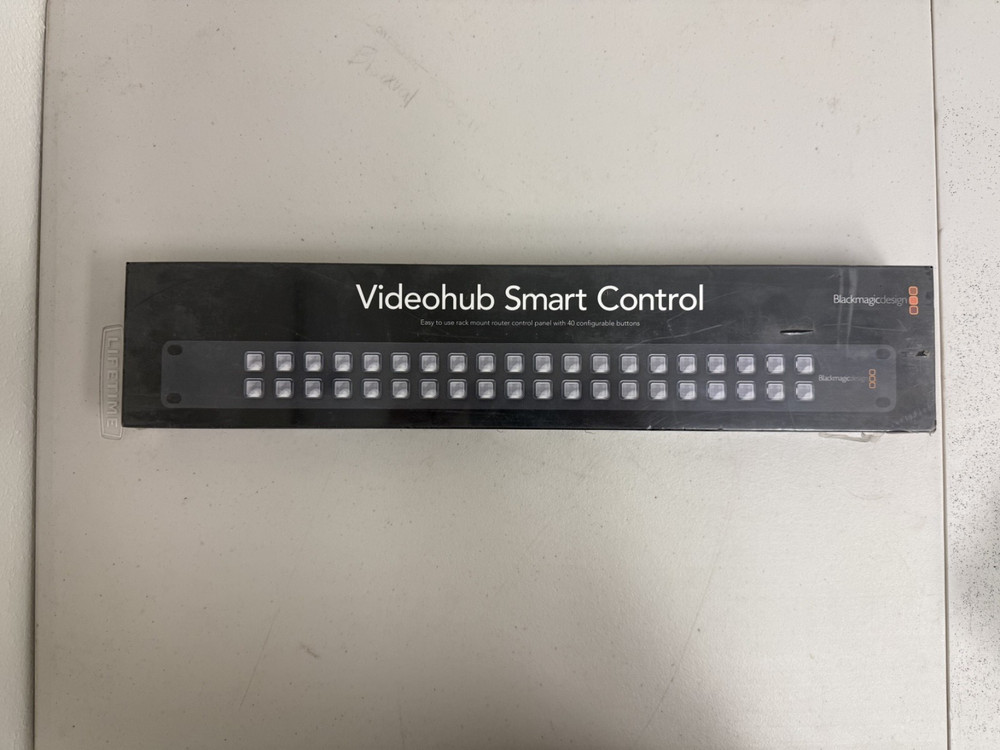 Videohub Smart Control
Blackmagicdesign
Easy to use rack mount router control panel with 40 configurable buttons
Blackmagicdesign
LIFETIME